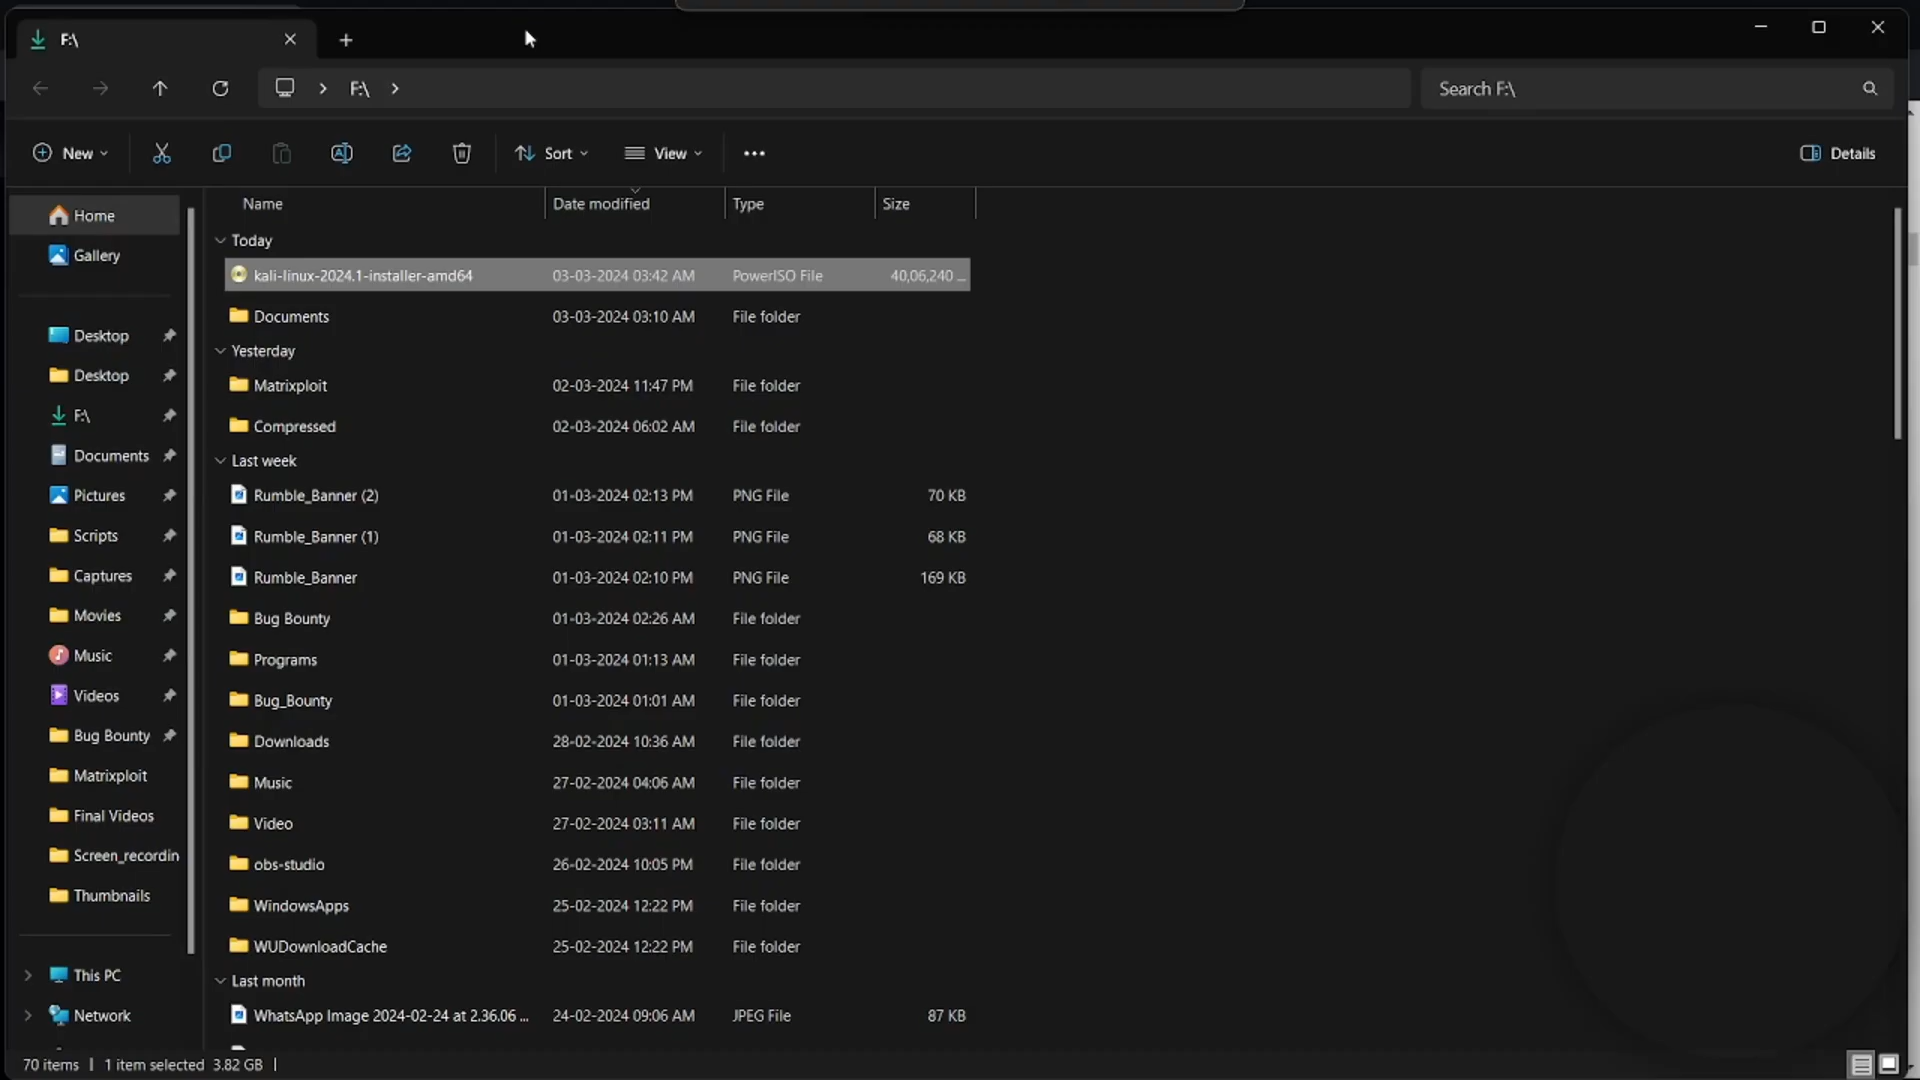 F:\
F:\
Search F:\
New
Sort
View
Details
Name Date modified Type Size
Home
Gallery
Desktop
Desktop
F:\
Documents
Pictures
Scripts
Captures
Movies
Music
Videos
Bug Bounty
Matrixploit
Final Videos
Screen_recordin
Thumbnails
This PC
Network
Today
kali-linux-2024.1-installer-amd64 03-03-2024 03:42 AM PowerISO File 40,06,240 ...
Documents 03-03-2024 03:10 AM File folder
Yesterday
Matrixploit 02-03-2024 11:47 PM File folder
Compressed 02-03-2024 06:02 AM File folder
Last week
Rumble_Banner (2) 01-03-2024 02:13 PM PNG File 70 KB
Rumble_Banner (1) 01-03-2024 02:11 PM PNG File 68 KB
Rumble_Banner 01-03-2024 02:10 PM PNG File 169 KB
Bug Bounty 01-03-2024 02:26 AM File folder
Programs 01-03-2024 01:13 AM File folder
Bug_Bounty 01-03-2024 01:01 AM File folder
Downloads 28-02-2024 10:36 AM File folder
Music 27-02-2024 04:06 AM File folder
Video 27-02-2024 03:11 AM File folder
obs-studio 26-02-2024 10:05 PM File folder
WindowsApps 25-02-2024 12:22 PM File folder
WUDownloadCache 25-02-2024 12:22 PM File folder
Last month
WhatsApp Image 2024-02-24 at 2.36.06 ... 24-02-2024 09:06 AM JPEG File 87 KB
70 items 1 item selected 3.82 GB